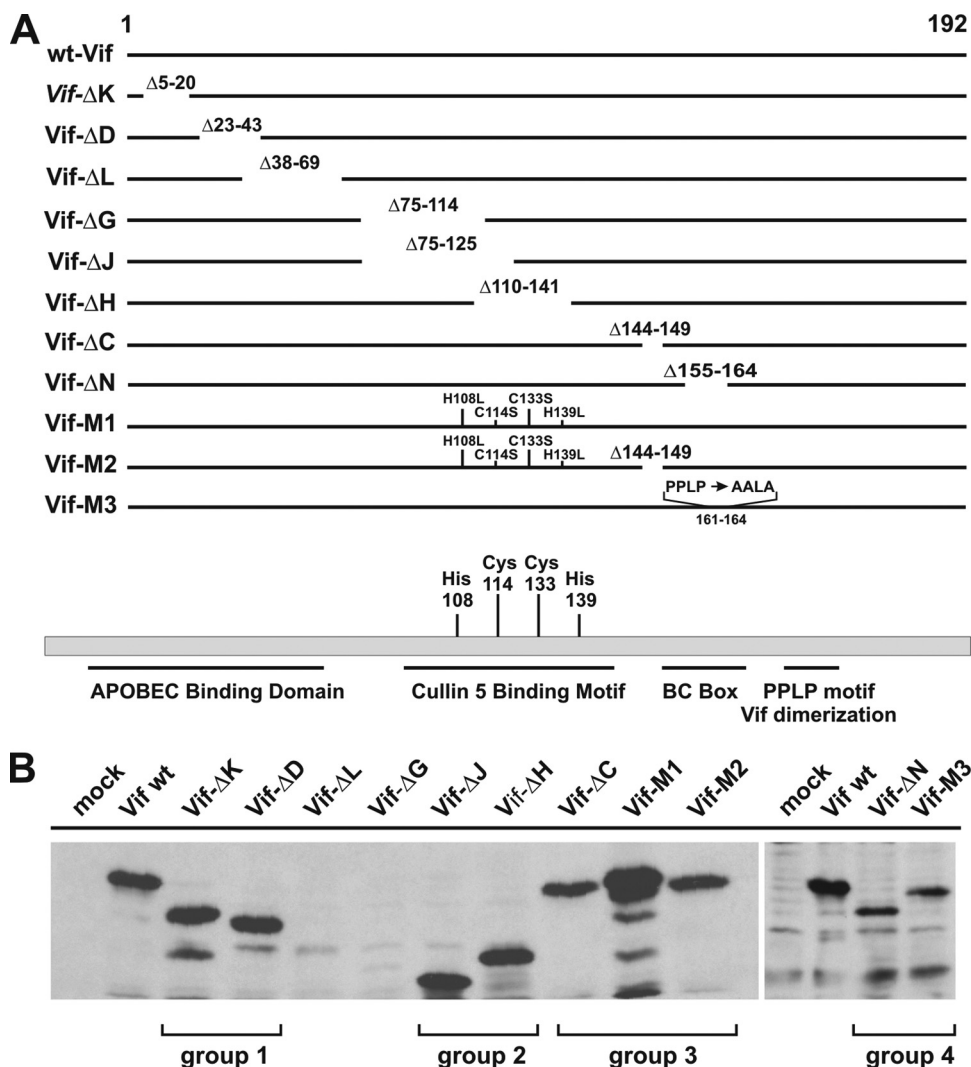 A
1 192
wt-Vif
Vif-ΔK Δ5-20
Vif-ΔD Δ23-43
Vif-ΔL Δ38-69
Vif-ΔG Δ75-114
Vif-ΔJ Δ75-125
Vif-ΔH Δ110-141
Vif-ΔC Δ144-149
Vif-ΔN Δ155-164
Vif-M1 H108L C114S C133S H139L
Vif-M2 H108L C114S C133S H139L Δ144-149
Vif-M3 PPLP → AALA
161-164
His 108 Cys 114 Cys 133 His 139
APOBEC Binding Domain Cullin 5 Binding Motif BC Box PPLP motif
Vif dimerization
B
mock Vif wt Vif-ΔK Vif-ΔD Vif-ΔL Vif-ΔG Vif-ΔJ Vif-ΔH Vif-ΔC Vif-M1 Vif-M2 mock Vif wt Vif-ΔN Vif-M3
group 1 group 2 group 3 group 4